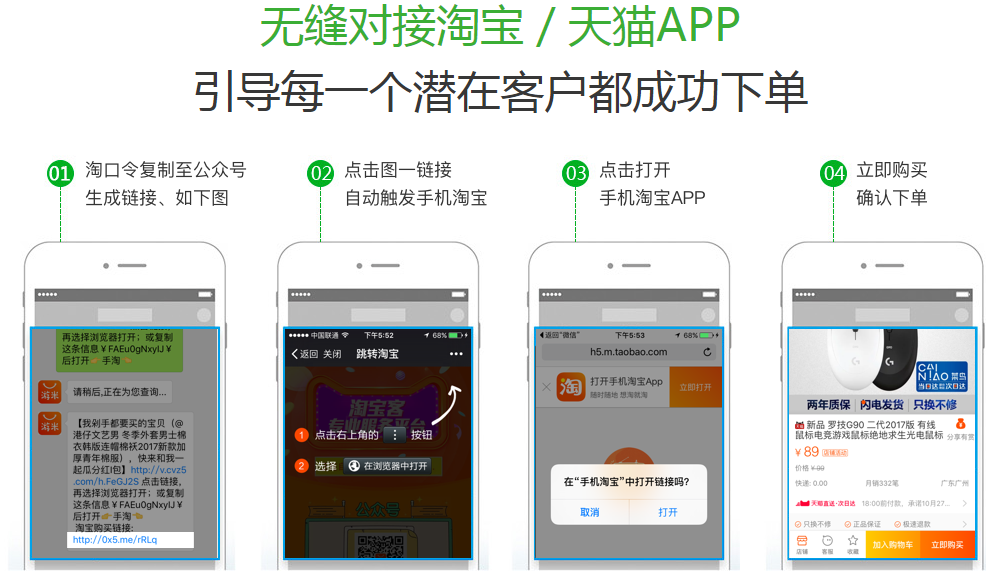 无缝对接淘宝 / 天猫APP
引导每一个潜在客户都成功下单
01
淘口令复制至公众号
生成链接、如下图
02
点击图一链接
自动触发手机淘宝
03
点击打开
手机淘宝APP
04
立即购买
确认下单
再选择浏览器打开；或复制
这条信息￥FAEu0gNxyIJ￥
后打开👉手淘👈
请稍后,正在为您查询...
【我剁手都要买的宝贝（@
港仔文艺男 冬季外套男士棉
衣韩版连帽棉袄2017新款加
厚青年棉服），快来和我一
起瓜分红I包】http://v.cvz5
.com/h.FeGJ2S 点击链接，
再选择浏览器打开；或复制
这条信息￥FAEu0gNxyIJ￥
后打开👉手淘👈
淘宝购买链接:
http://0x5.me/rRLq
中国联通 下午5:52 68%
返回 关闭 跳转淘宝
淘宝客
专业服务平台
1 点击右上角的 按钮
2 选择 在浏览器中打开
公众号
返回“微信” 下午5:53 68%
h5.m.taobao.com
淘 打开手机淘宝App
随时随地 想淘就淘
立即打开
在“手机淘宝”中打开链接吗?
取消 打开
CAI
NIAO 菜鸟
当日达次日达
两年质保 闪电发货 只换不修
新品 罗技G90 二代2017版 有线
鼠标电竞游戏鼠标绝地求生光电鼠标
分享有赏
￥89 店铺活动
价格 ￥99
快递: 0.00 月销332笔 广东广州
天猫直送·次日达 18:00前付款，承诺10月27...
只换不修 正品保证 极速退款
店铺 客服 收藏 加入购物车 立即购买